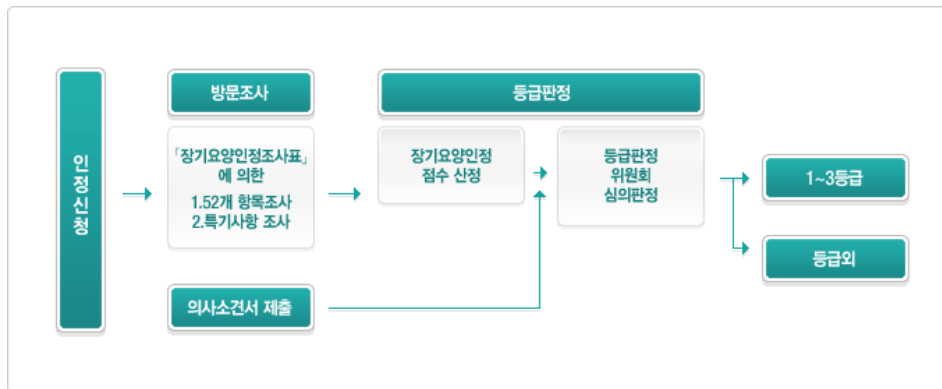 인정신청
방문조사
「장기요양인정조사표」
에 의한
1.52개 항목조사
2.특기사항 조사
의사소견서 제출
등급판정
장기요양인정
점수 산정
등급판정
위원회
심의판정
1~3등급
등급외